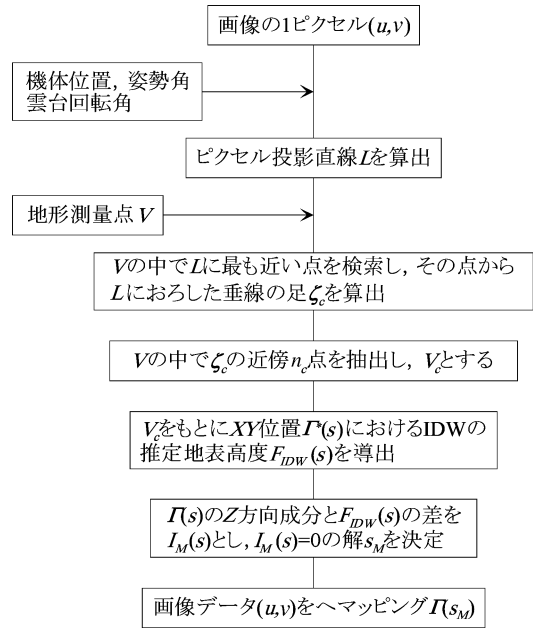 画像の1ピクセル(u,v)
機体位置, 姿勢角
雲台回転角
ピクセル投影直線Lを算出
地形測量点 V
Vの中でLに最も近い点を検索し, その点から
Lにおろした垂線の足ζcを算出
Vの中でζcの近傍nc点を抽出し, Vcとする
VcをもとにXY位置Γ*(s)におけるIDWの
推定地表高度FIDW(s)を導出
Γ(s)のZ方向成分とFIDW(s)の差を
IM(s)とし, IM(s)=0の解sMを決定
画像データ(u,v)をへマッピングΓ(sM)